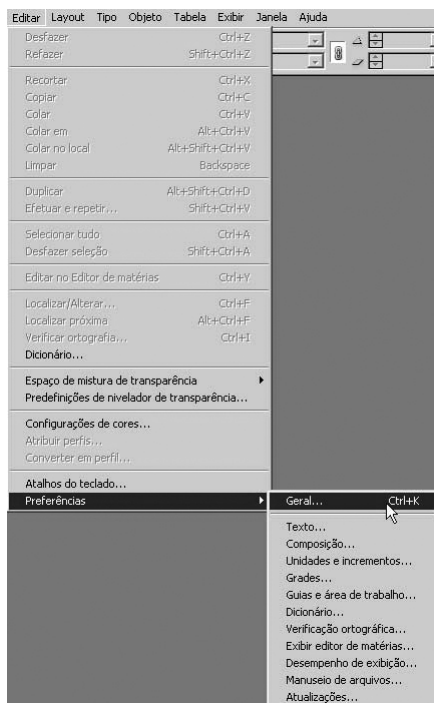 Editar Layout Tipo Objeto Tabela Exibir Janela Ajuda
Desfazer Ctrl+Z
Refazer Shift+Ctrl+Z
Recortar Ctrl+X
Copiar Ctrl+C
Colar Ctrl+V
Colar em Alt+Ctrl+V
Colar no local Alt+Shift+Ctrl+V
Limpar Backspace
Duplicar Alt+Shift+Ctrl+D
Efetuar e repetir... Shift+Ctrl+V
Selecionar tudo Ctrl+A
Desfazer seleção Shift+Ctrl+A
Editar no Editor de matérias Ctrl+Y
Localizar/Alterar... Ctrl+F
Localizar próxima Alt+Ctrl+F
Verificar ortografia... Ctrl+I
Dicionário...
Espaço de mistura de transparência
Predefinições de nivelador de transparência...
Configurações de cores...
Atribuir perfis...
Converter em perfil...
Atalhos do teclado...
Preferências
Geral... Ctrl+K
Texto...
Composição...
Unidades e incrementos...
Grades...
Guias e área de trabalho...
Dicionário...
Verificação ortográfica...
Exibir editor de matérias...
Desempenho de exibição...
Manuseio de arquivos...
Atualizações...